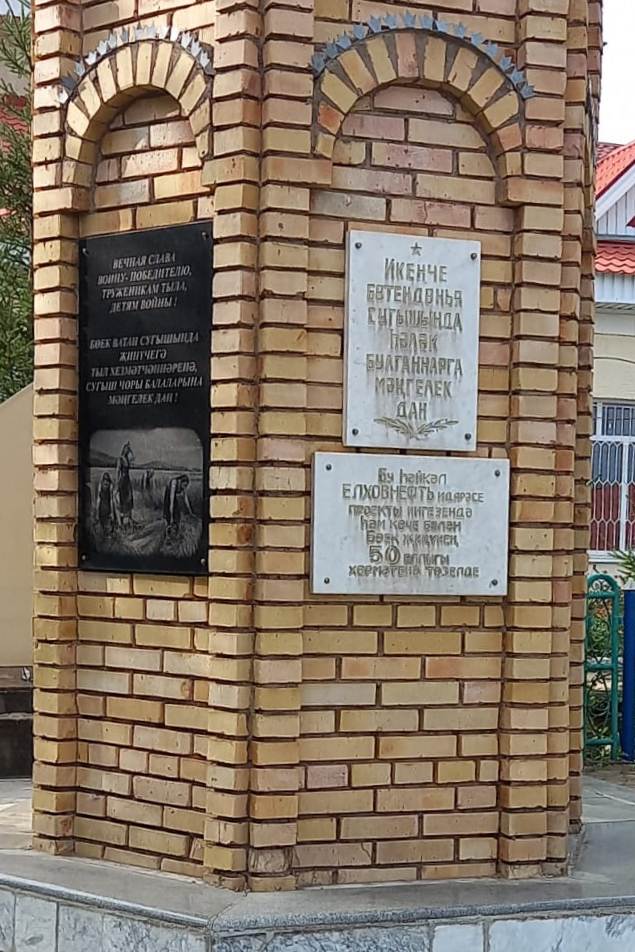 ВЕЧНАЯ СЛАВА
ВОИНУ- ПОБЕДИТЕЛЮ,
ТРУЖЕНИКАМ ТЫЛА,
ДЕТЯМ ВОЙНЫ !
БӨЕК ВАТАН СУГЫШЫНДА
ҖИҢҮЧЕГӘ
ТЫЛ ХЕЗМӘТЧӘННӘРЕНӘ,
СУГЫШ ЧОРЫ БАЛАЛАРЫНА
МӘҢГЕЛЕК ДАН !
ИКЕНЧЕ
БӨТЕНДӨНЬЯ
СУГЫШЫНДА
ҺӘЛАК
БУЛГАННАРГА
МӘҢГЕЛЕК
ДАН
БУ ҺӘЙКӘЛ
ЕЛХОВНЕФТЬ ИДАРӘСЕ
ПРОЕКТЫ НИГЕЗЕНДӘ
ҺӘМ КӨЧЕ БЕЛӘН
БӨЕК ҖИҢҮНЕҢ
50 ЕЛЛЫГЫ
ХӨРМӘТЕНӘ ТӨЗЕЛДЕ